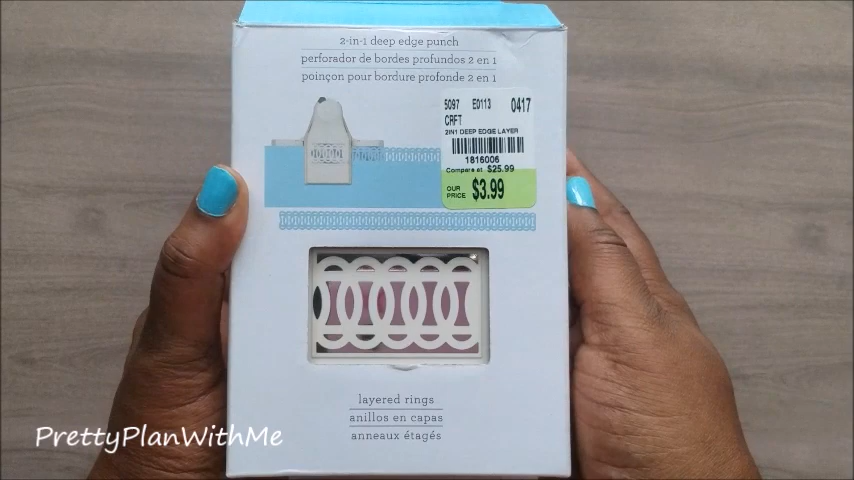 2-in-1 deep edge punch
perforador de bordes profundos 2 en 1
poinçon pour bordure profonde 2 en 1
5097 E0113 0417
CRFT
2IN1 DEEP EDGE LAYER
1816006
Compare at $25.99
OUR PRICE $3.99
layered rings
anillos en capas
anneaux étagés
PrettyPlanWithMe